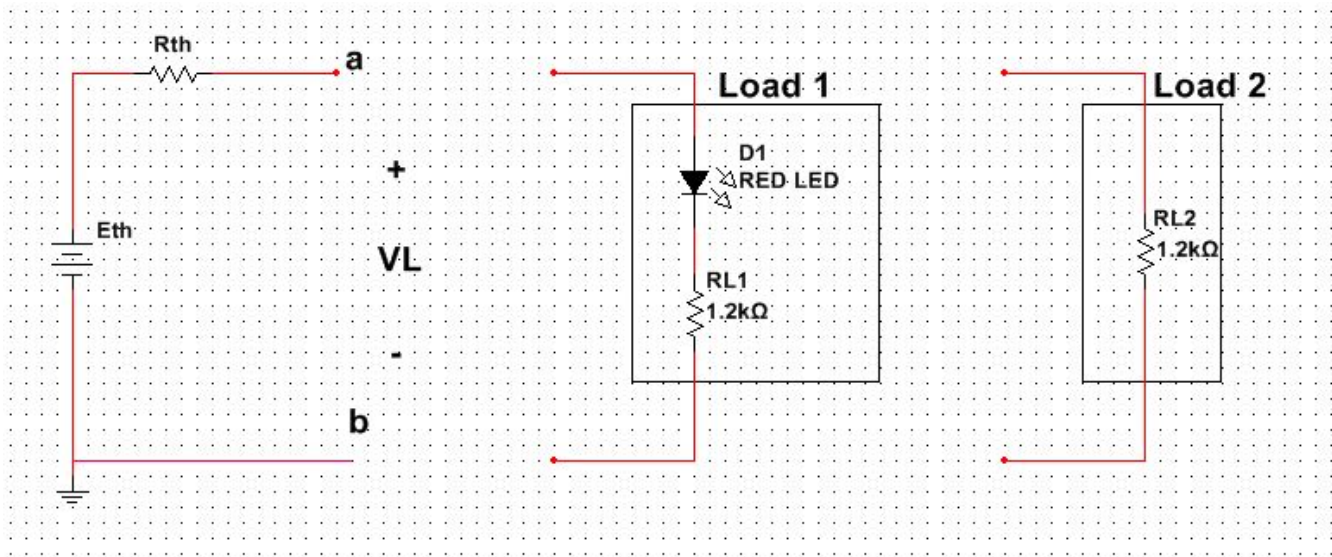 Rth
a
Load 1
Load 2
+
D1
RED LED
Eth
RL2
1.2kΩ
VL
RL1
1.2kΩ
-
b